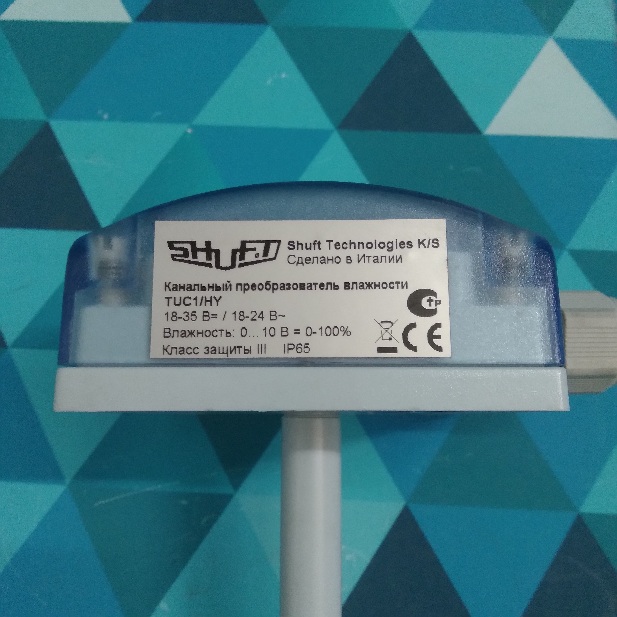 SHUFT
Shuft Technologies K/S
Сделано в Италии
Канальный преобразователь влажности
TUC1/HY
18-35 В= / 18-24 В~
Влажность: 0...10 В = 0-100%
Класс защиты III IP65
СТР
CE